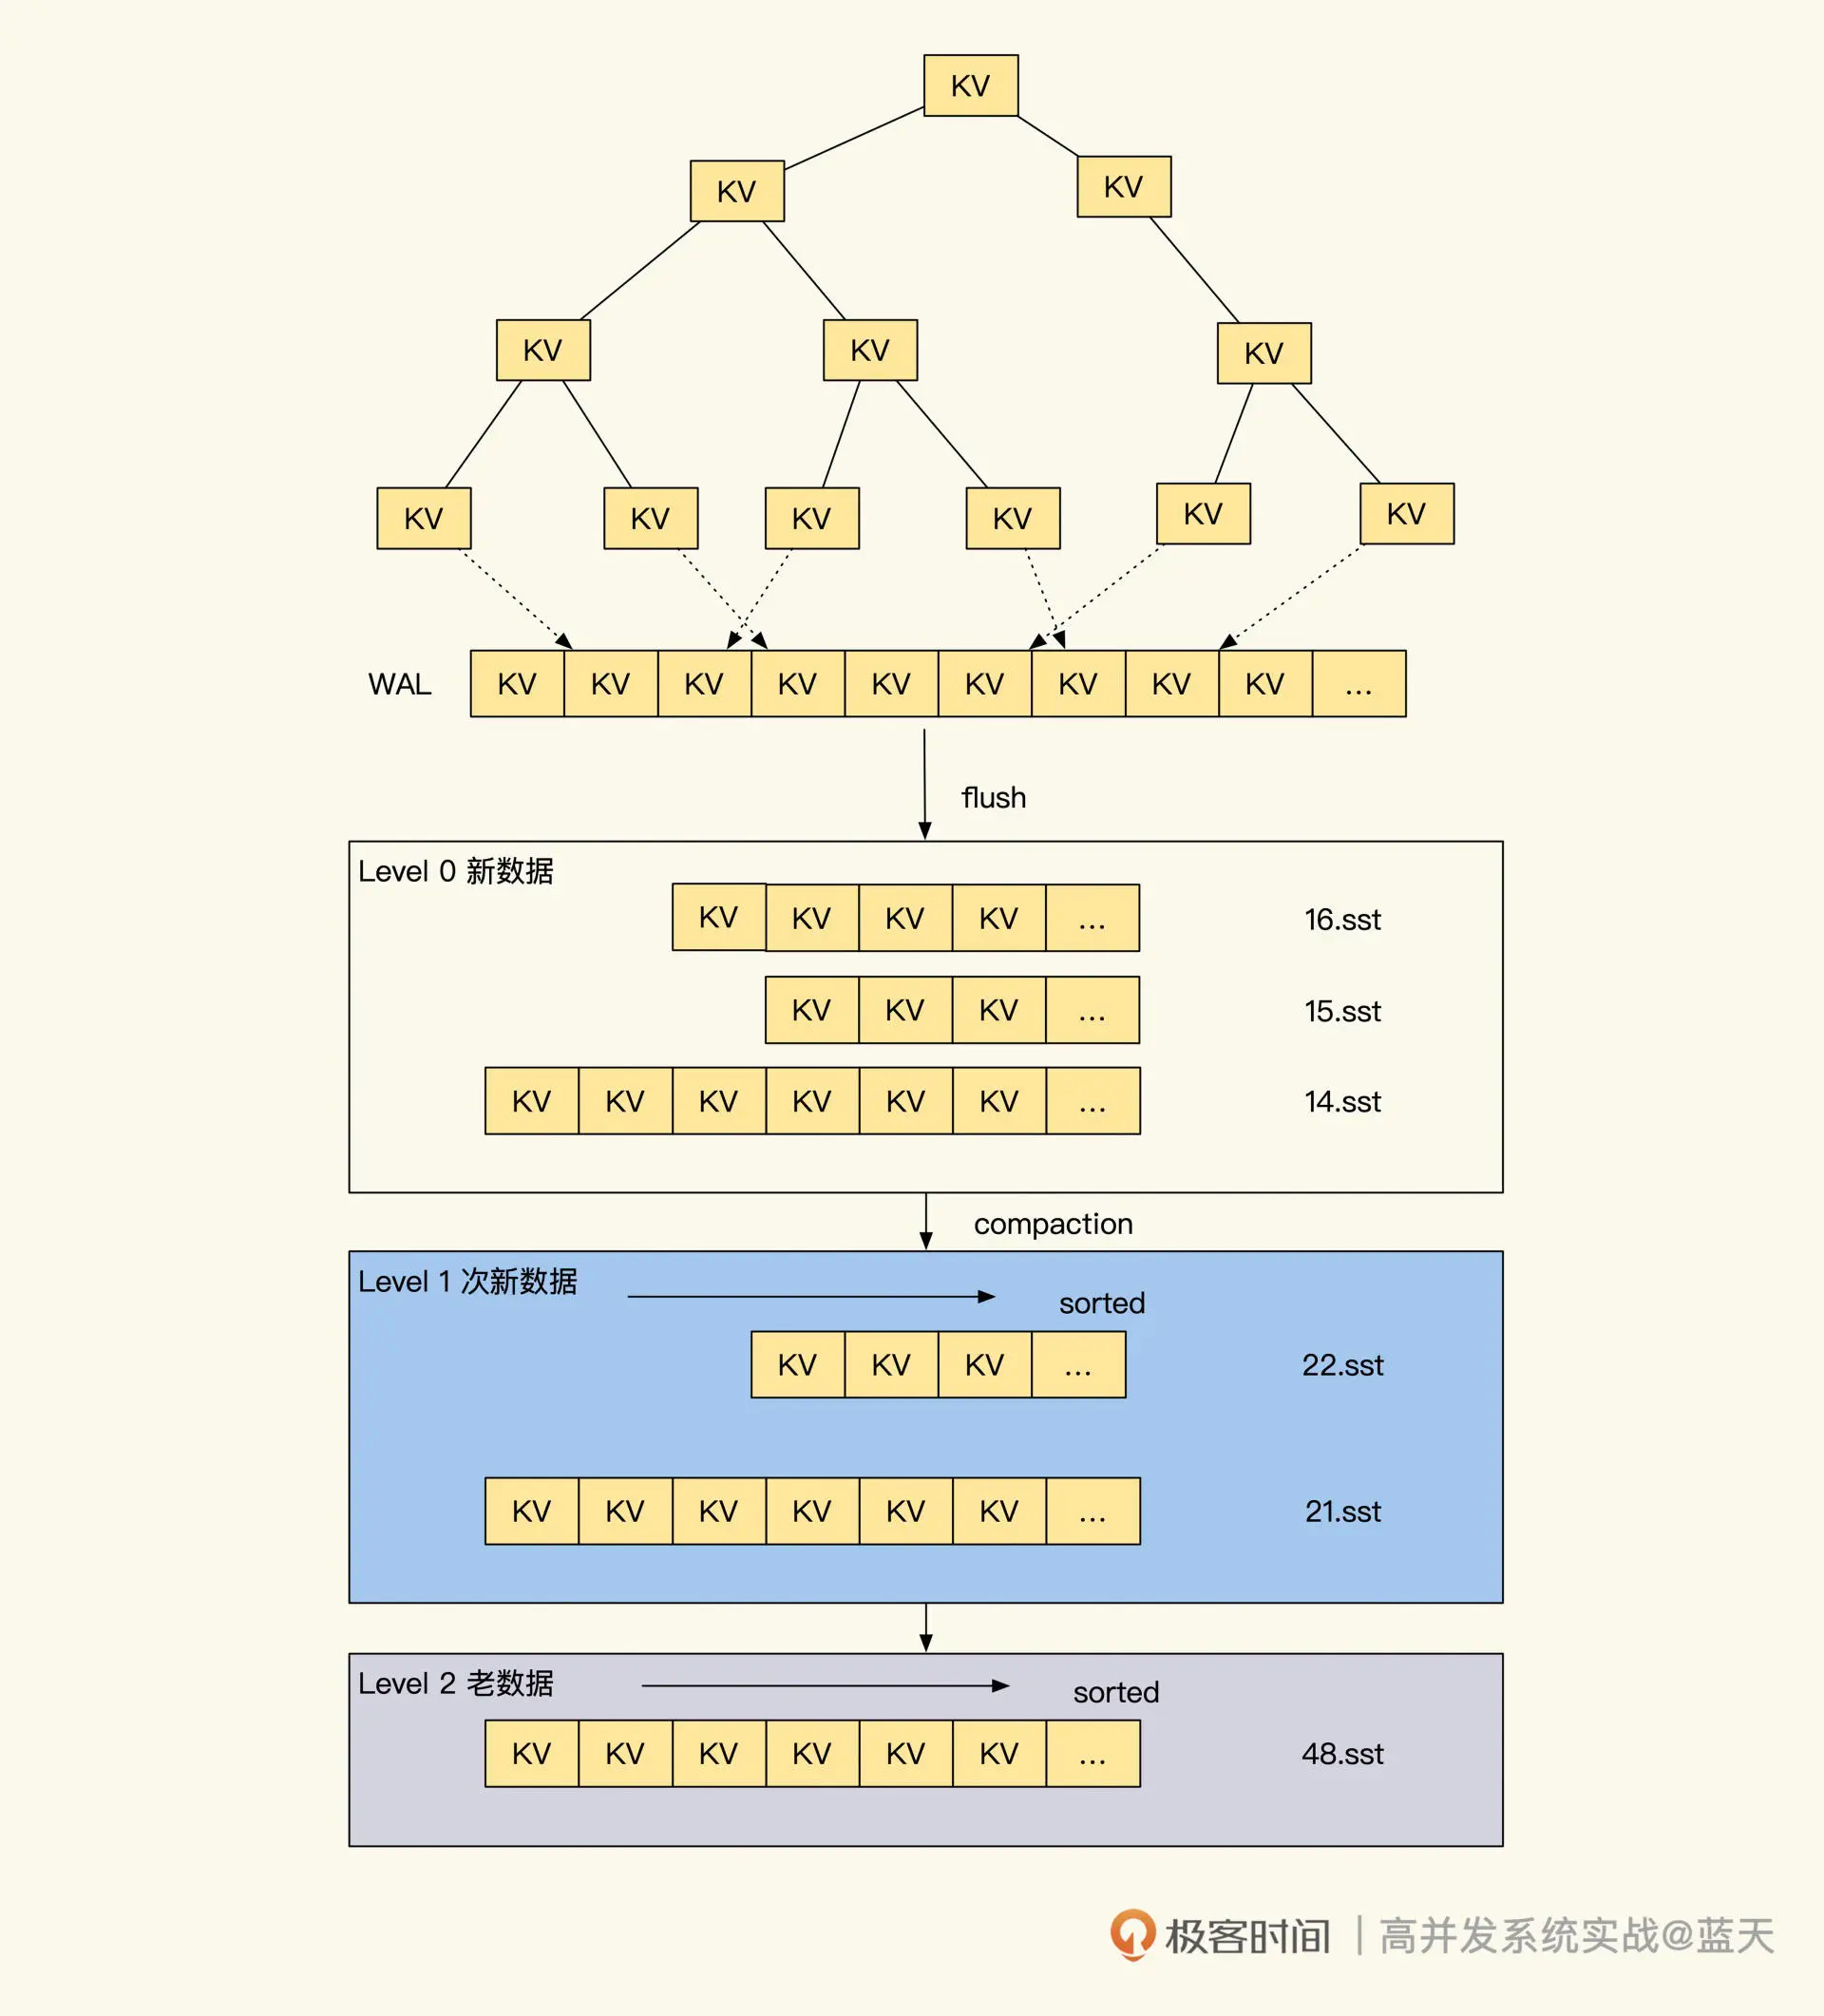 KV
KV KV
KV KV KV
KV KV KV KV KV KV
WAL KV KV KV KV KV KV KV KV KV ...
flush
Level 0 新数据
KV KV KV KV ... 16.sst
KV KV KV ... 15.sst
KV KV KV KV KV KV ... 14.sst
compaction
Level 1 次新数据 sorted
KV KV KV ... 22.sst
KV KV KV KV KV KV ... 21.sst
Level 2 老数据 sorted
KV KV KV KV KV KV ... 48.sst
极客时间 | 高并发系统实战@蓝天